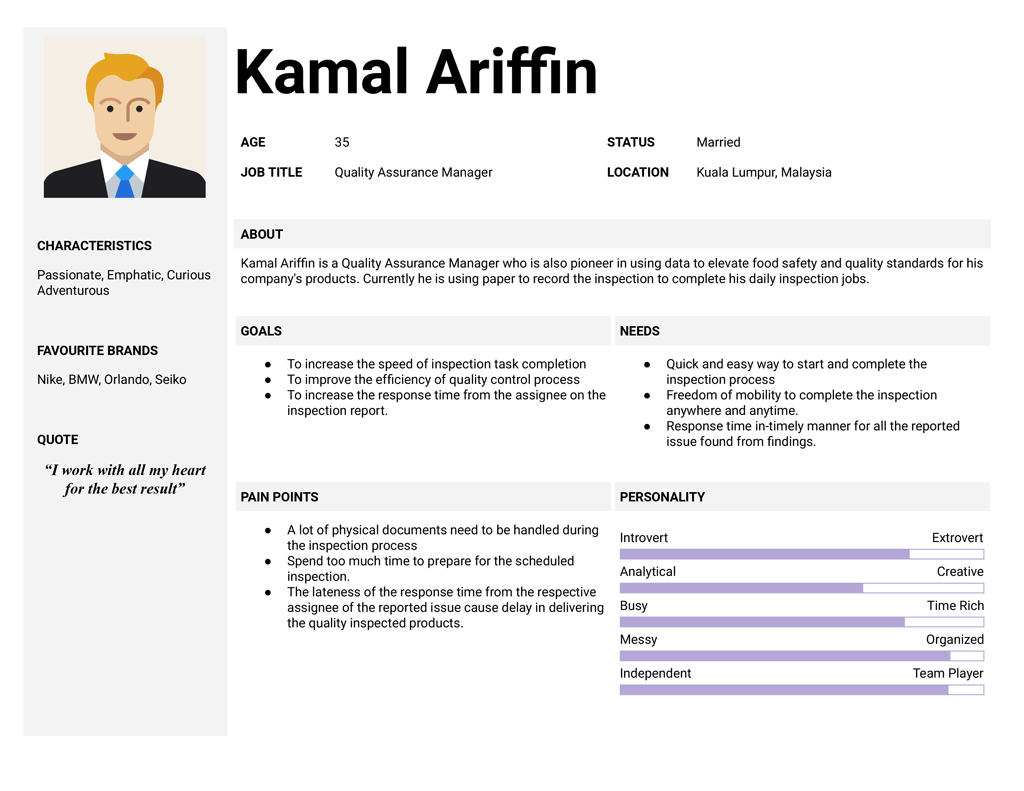 Kamal Ariffin
AGE 35 STATUS Married
JOB TITLE Quality Assurance Manager LOCATION Kuala Lumpur, Malaysia
CHARACTERISTICS
Passionate, Emphatic, Curious
Adventurous
FAVOURITE BRANDS
Nike, BMW, Orlando, Seiko
QUOTE
“I work with all my heart
for the best result”
ABOUT
Kamal Ariffin is a Quality Assurance Manager who is also pioneer in using data to elevate food safety and quality standards for his
company's products. Currently he is using paper to record the inspection to complete his daily inspection jobs.
GOALS
● To increase the speed of inspection task completion
● To improve the efficiency of quality control process
● To increase the response time from the assignee on the
inspection report.
NEEDS
● Quick and easy way to start and complete the
inspection process
● Freedom of mobility to complete the inspection
anywhere and anytime.
● Response time in-timely manner for all the reported
issue found from findings.
PAIN POINTS
● A lot of physical documents need to be handled during
the inspection process
● Spend too much time to prepare for the scheduled
inspection.
● The lateness of the response time from the respective
assignee of the reported issue cause delay in delivering
the quality inspected products.
PERSONALITY
Introvert Extrovert
Analytical Creative
Busy Time Rich
Messy Organized
Independent Team Player